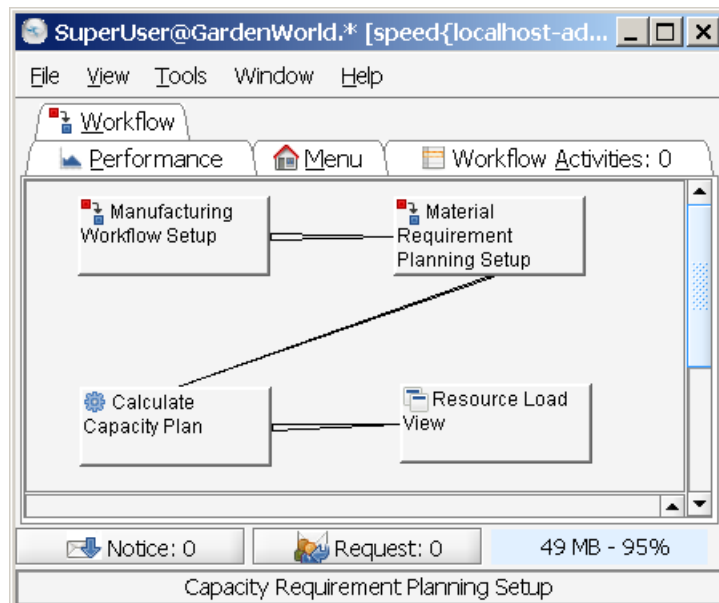 SuperUser@GardenWorld.* [speed{localhost-ad...
File View Tools Window Help
Workflow
Performance Menu Workflow Activities: 0
Manufacturing
Workflow Setup
Material
Requirement
Planning Setup
Calculate
Capacity Plan
Resource Load
View
Notice: 0 Request: 0 49 MB - 95%
Capacity Requirement Planning Setup